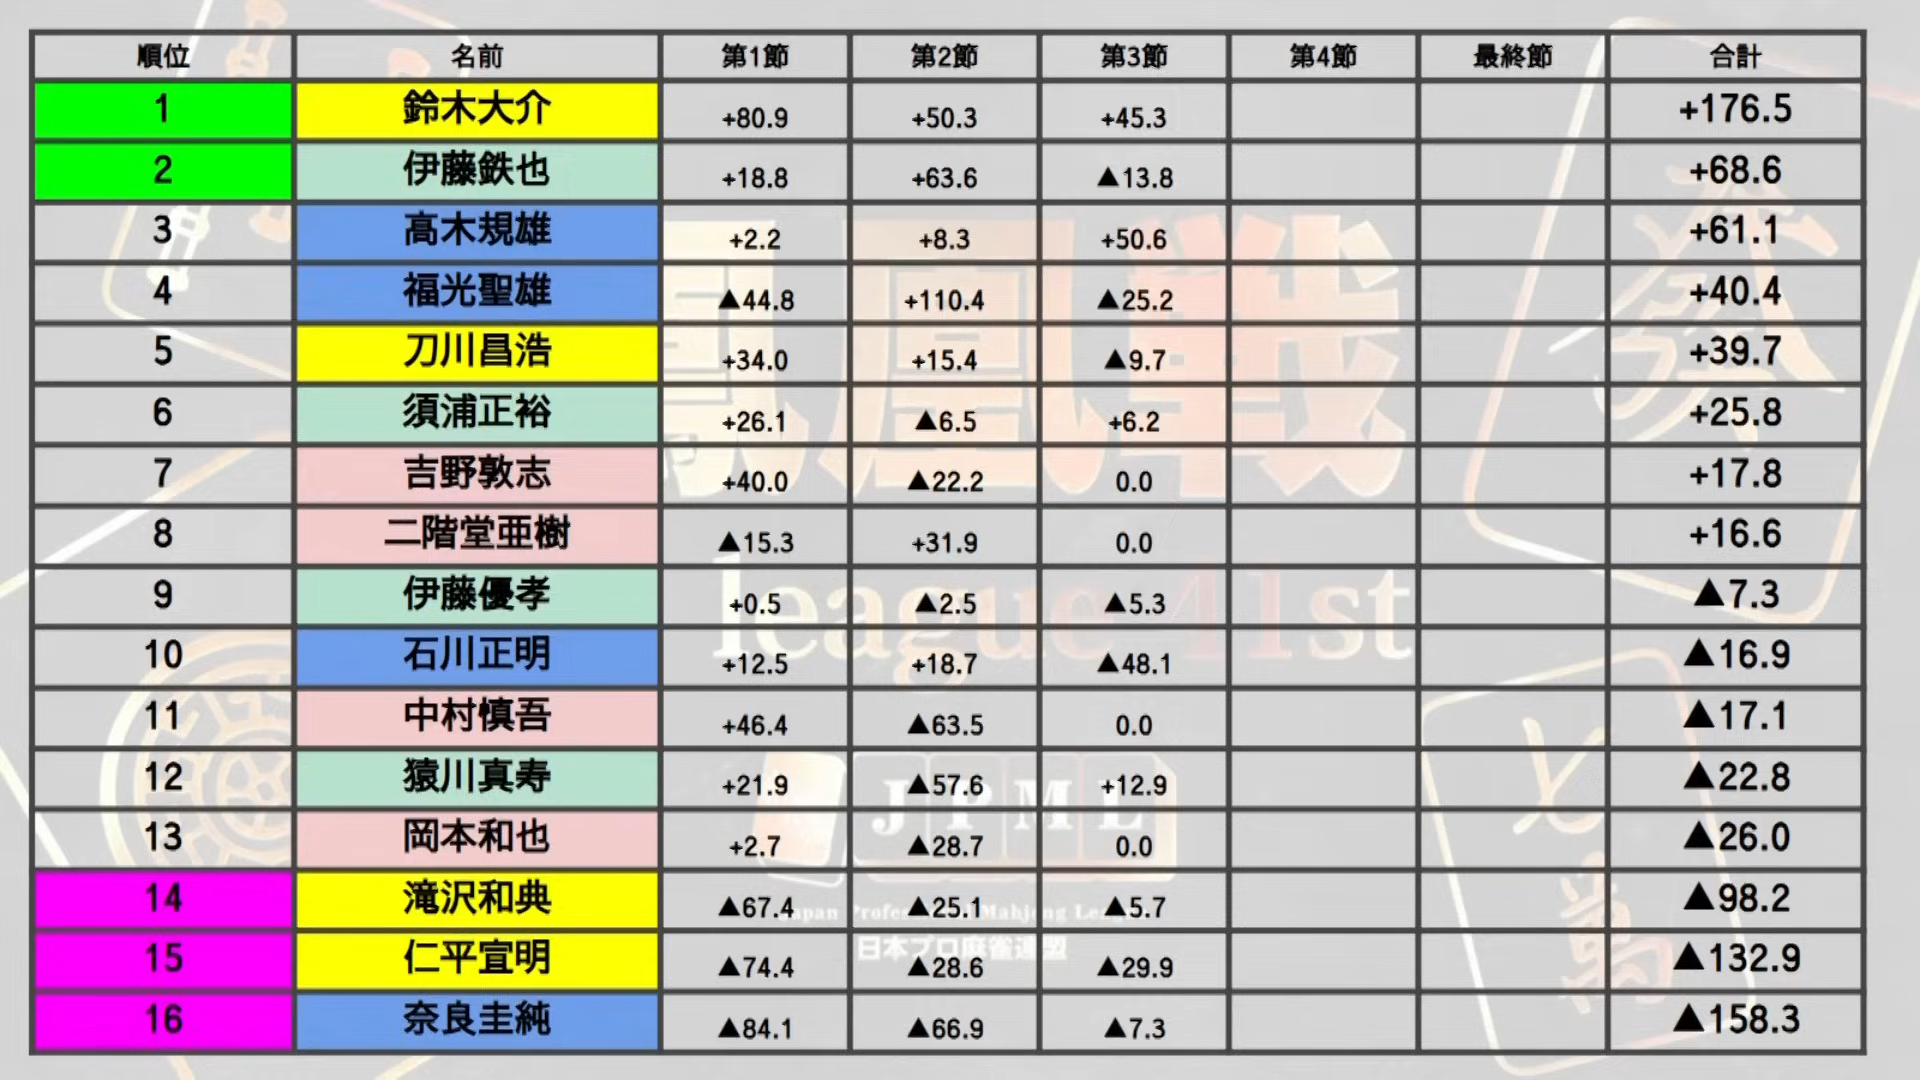 順位 名前 第1節 第2節 第3節 第4節 最終節 合計
1 鈴木大介 +80.9 +50.3 +45.3 +176.5
2 伊藤鉄也 +18.8 +63.6 ▲13.8 +68.6
3 高木規雄 +2.2 +8.3 +50.6 +61.1
4 福光聖雄 ▲44.8 +110.4 ▲25.2 +40.4
5 刀川昌浩 +34.0 +15.4 ▲9.7 +39.7
6 須浦正裕 +26.1 ▲6.5 +6.2 +25.8
7 吉野敦志 +40.0 ▲22.2 0.0 +17.8
8 二階堂亜樹 ▲15.3 +31.9 0.0 +16.6
9 伊藤優孝 +0.5 ▲2.5 ▲5.3 ▲7.3
10 石川正明 +12.5 +18.7 ▲48.1 ▲16.9
11 中村慎吾 +46.4 ▲63.5 0.0 ▲17.1
12 猿川真寿 +21.9 ▲57.6 +12.9 ▲22.8
13 岡本和也 +2.7 ▲28.7 0.0 ▲26.0
14 滝沢和典 ▲67.4 ▲25.1 ▲5.7 ▲98.2
15 仁平宣明 ▲74.4 ▲28.6 ▲29.9 ▲132.9
16 奈良圭純 ▲84.1 ▲66.9 ▲7.3 ▲158.3
鳳凰戦
league 41st
JPML
Japan Professional Mahjong League
日本プロ麻雀連盟
七萬